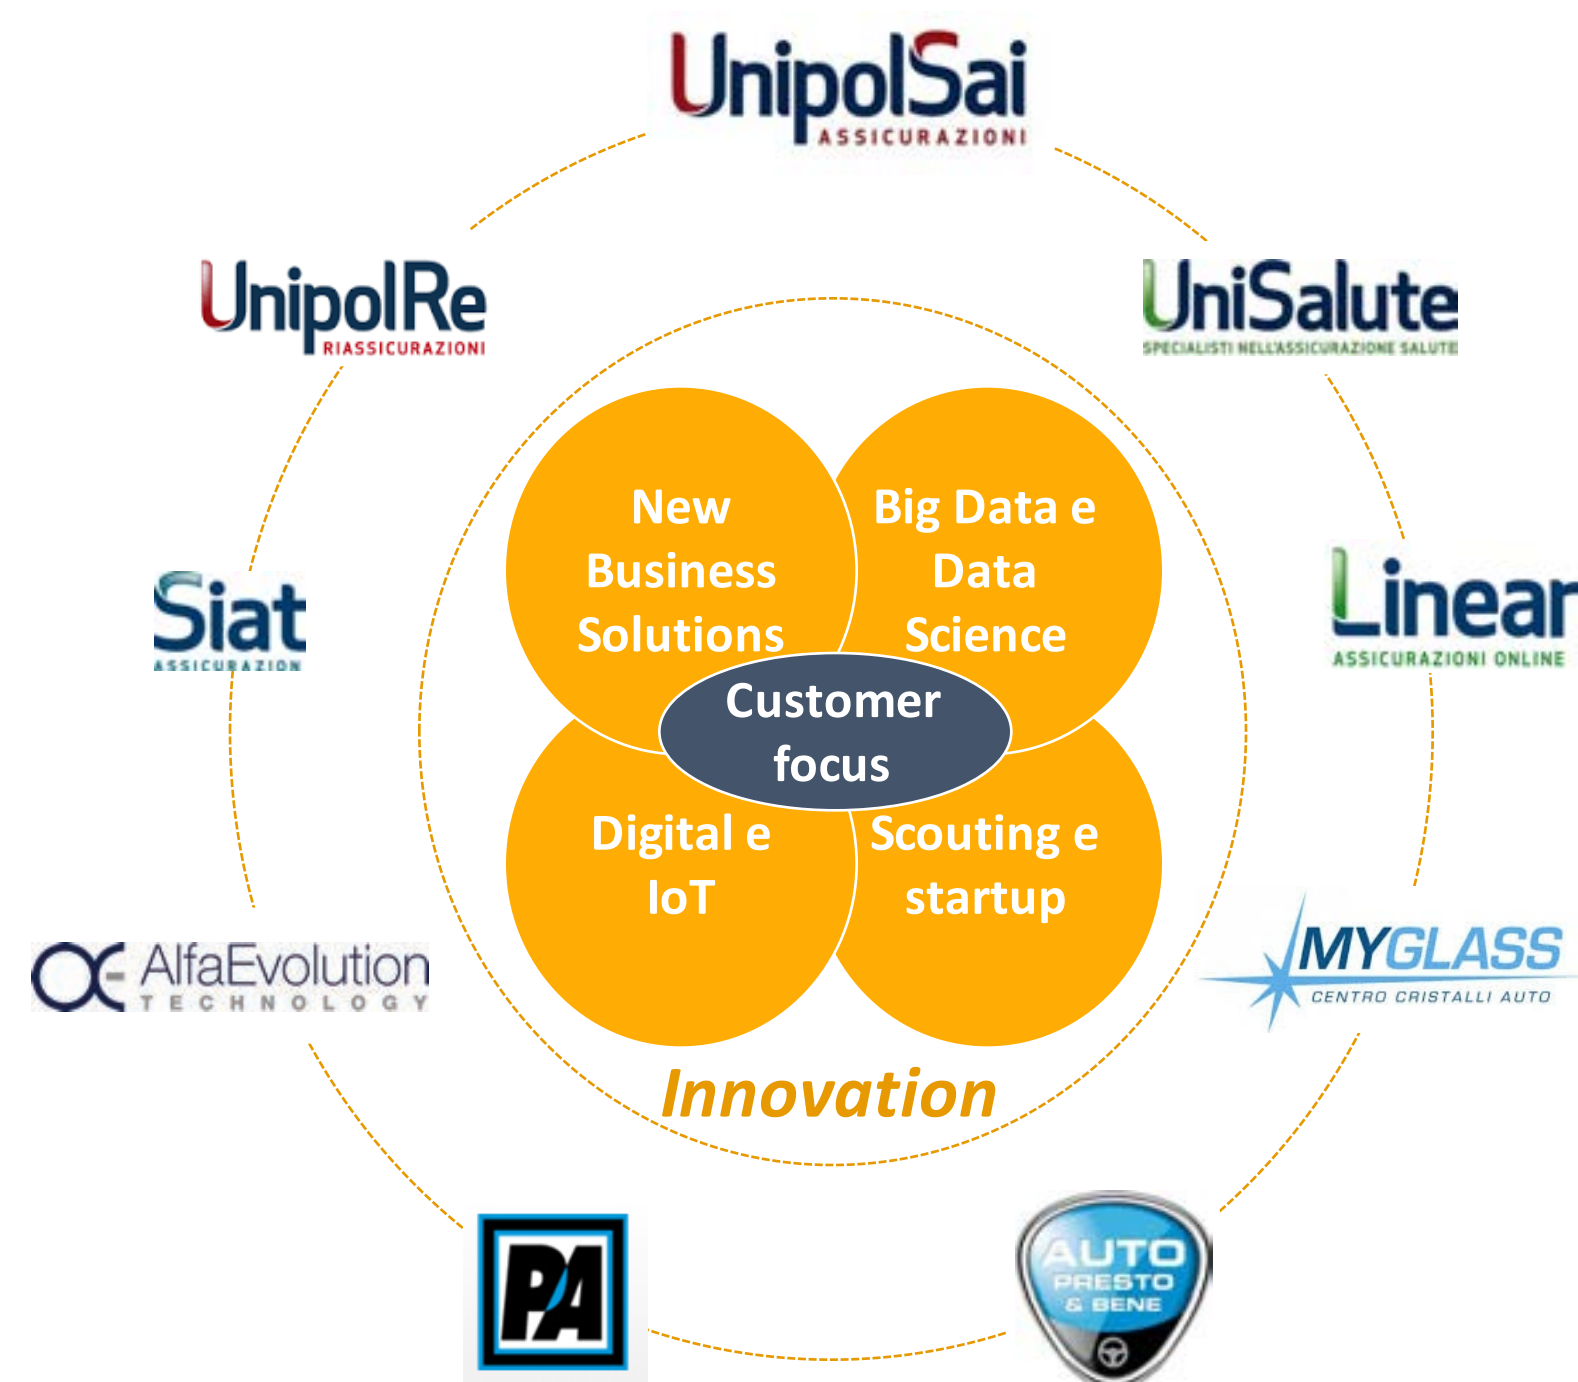 UnipolSai
ASSICURAZIONI
UnipolRe
RIASSICURAZIONI
UniSalute
SPECIALISTI NELL'ASSICURAZIONE SALUTE
New
Business
Solutions
Big Data e
Data
Science
Siat
ASSICURAZION
Linear
ASSICURAZIONI ONLINE
Customer
focus
Digital e
IoT
Scouting e
startup
AlfaEvolution
TECHNOLOGY
MYGLASS
CENTRO CRISTALLI AUTO
Innovation
PA
AUTO
PRESTO
& BENE